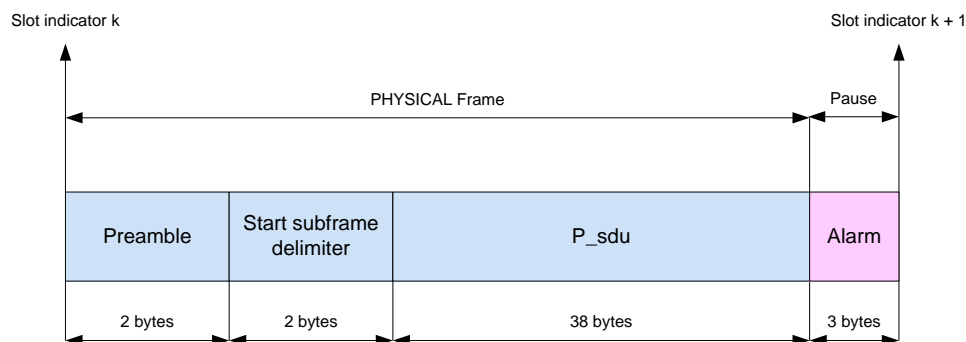 Slot indicator k
Slot indicator k + 1
PHYSICAL Frame
Pause
Preamble
Start subframe
delimiter
P_sdu
Alarm
2 bytes
2 bytes
38 bytes
3 bytes